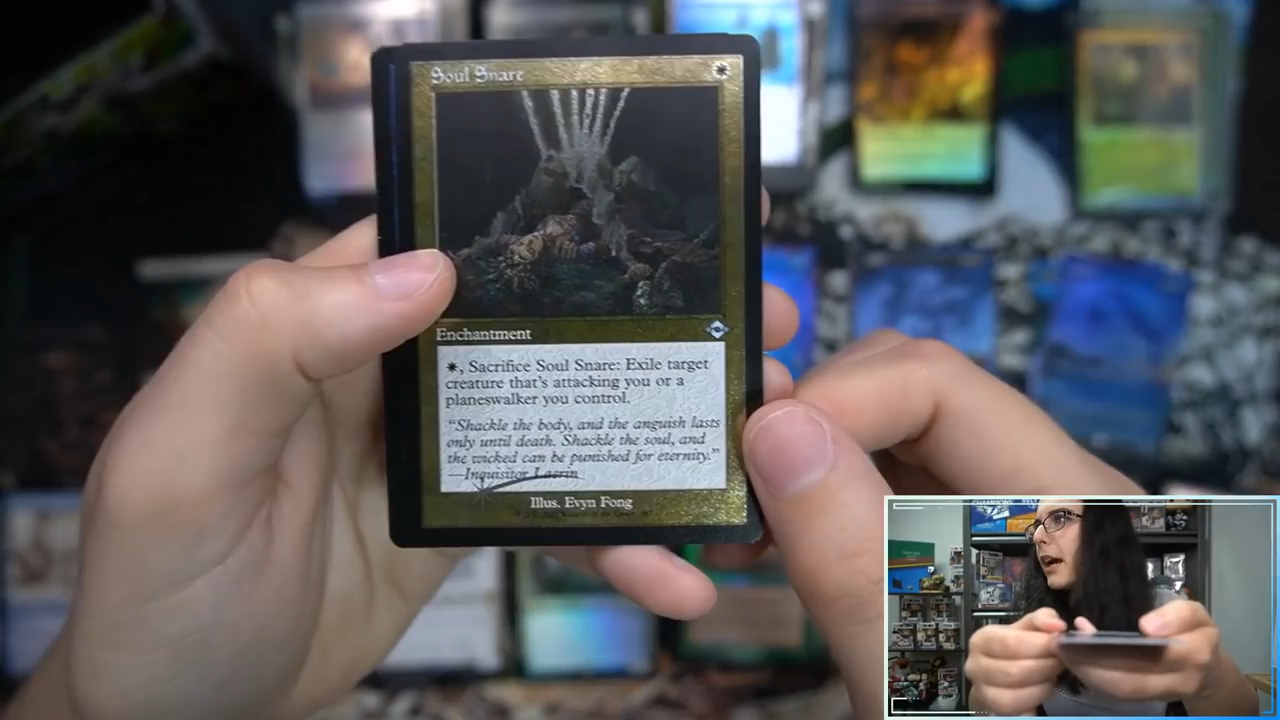 Soul Snare
Enchantment
, Sacrifice Soul Snare: Exile target
creature that's attacking you or a
planeswalker you control.
"Shackle the body, and the anguish lasts
only until death. Shackle the soul, and
the wicked can be punished for eternity."
—Inquisitor Laerin
Illus. Evyn Fong